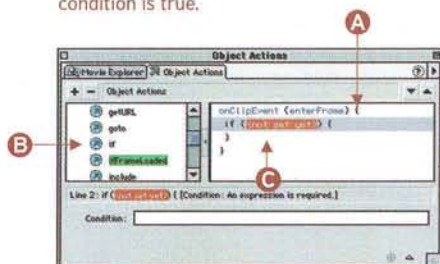 condition is true.
A
Object Actions
Movie Explorer Object Actions
+ - Object Actions
getURL
goto
if
ifFrameLoaded
include
B
onClipEvent (enterFrame) {
if (not set yet) {
}
}
C
Line 2: if (not set yet) { [Condition: An expression is required.]
Condition: